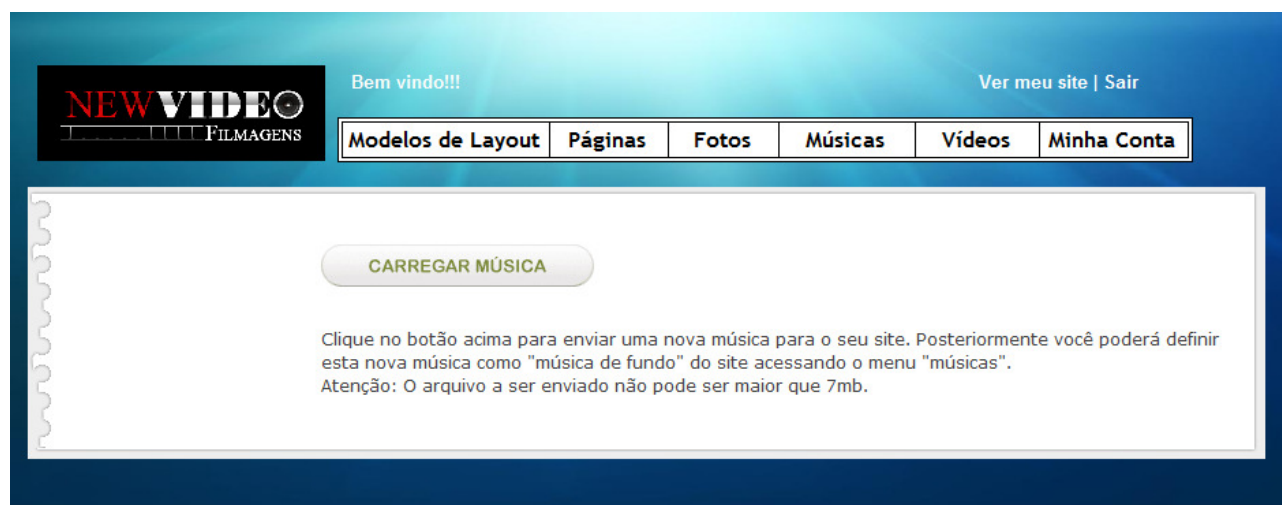 NEWVIDEO
FILMAGENS
Bem vindo!!!
Ver meu site | Sair
Modelos de Layout Páginas Fotos Músicas Vídeos Minha Conta
CARREGAR MÚSICA
Clique no botão acima para enviar uma nova música para o seu site. Posteriormente você poderá definir
esta nova música como "música de fundo" do site acessando o menu "músicas".
Atenção: O arquivo a ser enviado não pode ser maior que 7mb.